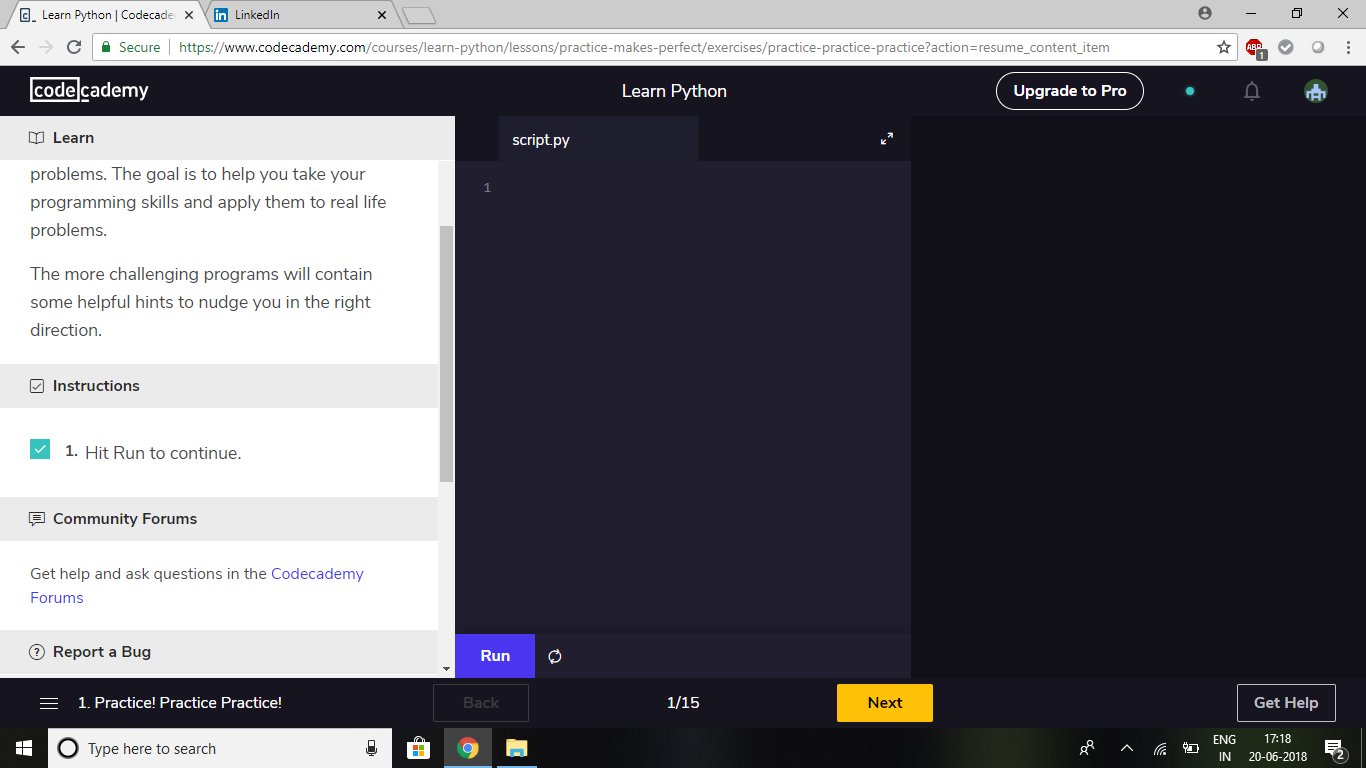 Learn Python | Codecade
LinkedIn
Secure
https://www.codecademy.com/courses/learn-python/lessons/practice-makes-perfect/exercises/practice-practice-practice?action=resume_content_item
ABP
1
codecademy
Learn Python
Upgrade to Pro
Learn
script.py
problems. The goal is to help you take your
programming skills and apply them to real life
problems.
The more challenging programs will contain
some helpful hints to nudge you in the right
direction.
1
Instructions
1. Hit Run to continue.
Community Forums
Get help and ask questions in the Codecademy
Forums
Report a Bug
Run
1. Practice! Practice Practice!
Back
1/15
Next
Get Help
Type here to search
ENG
IN
17:18
20-06-2018
2